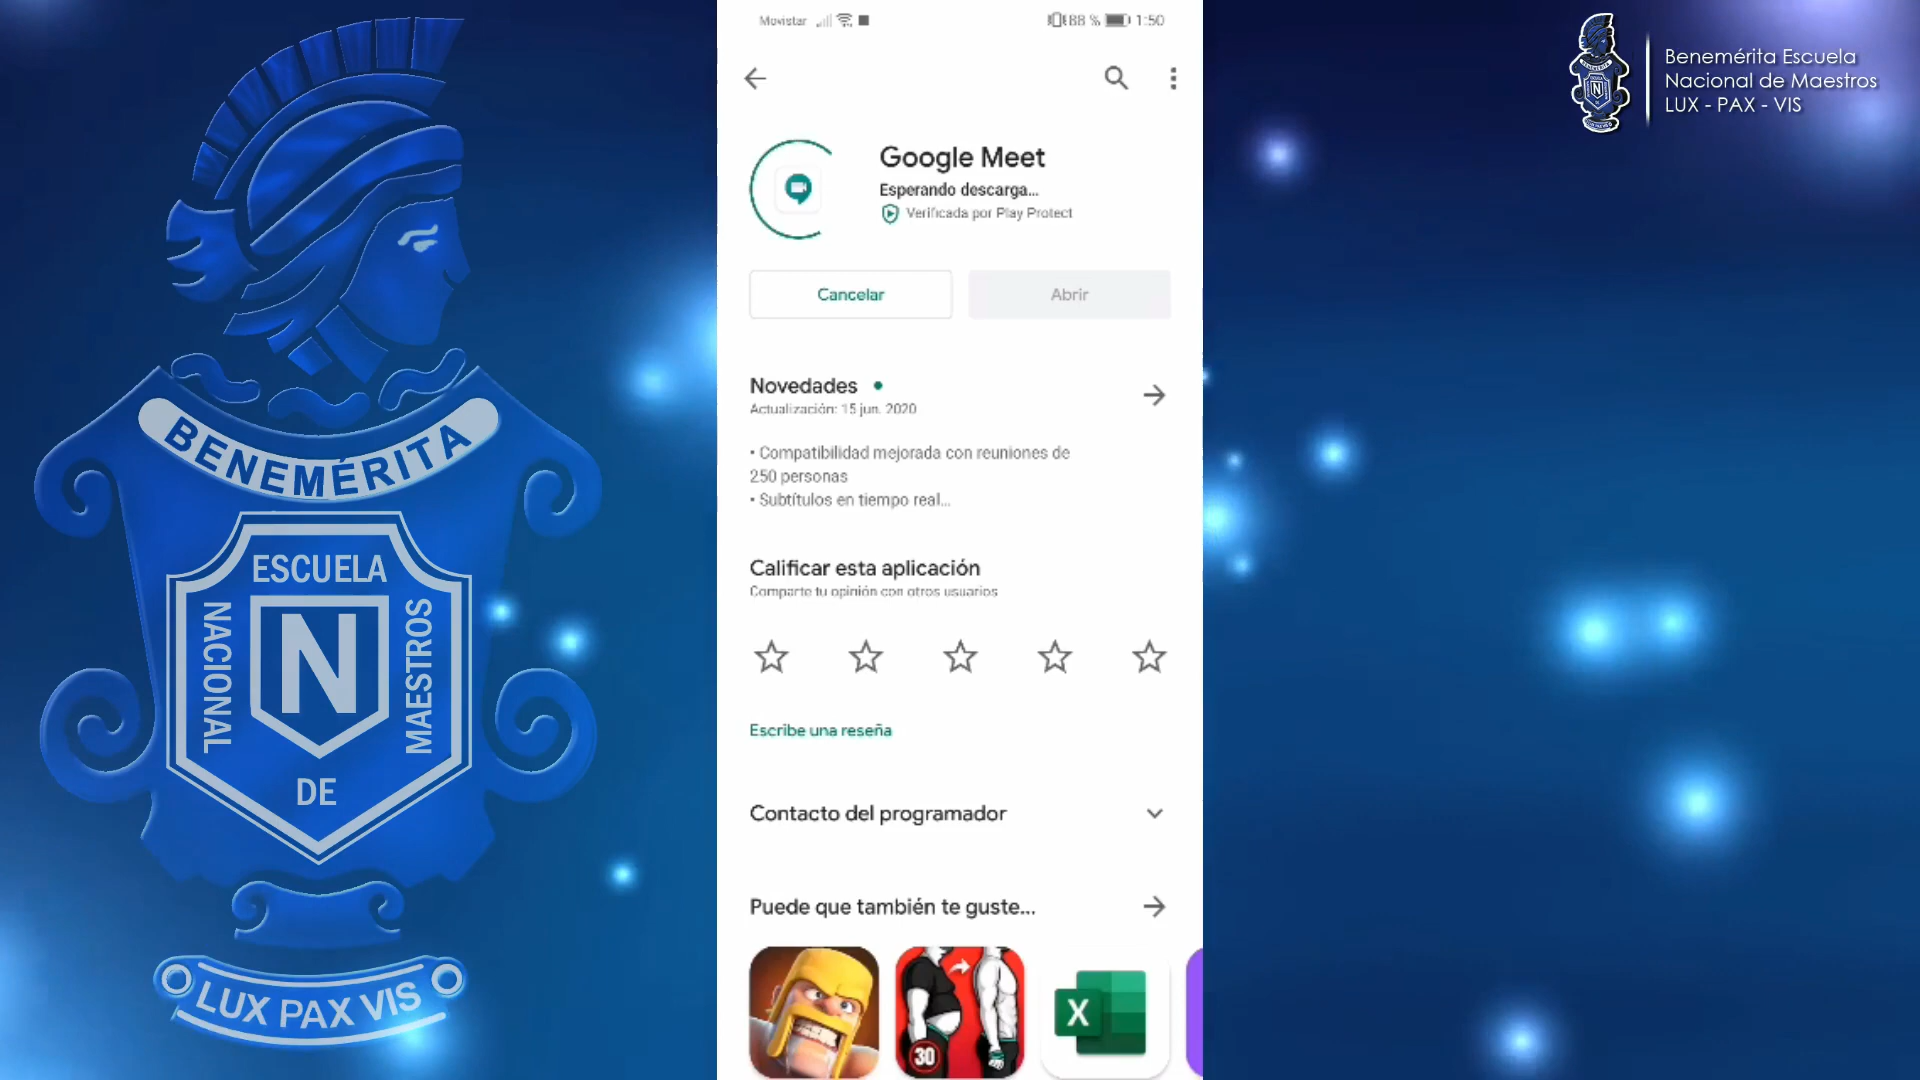 BENEMÉRITA
ESCUELA
NACIONAL
N
MAESTROS
DE
LUX PAX VIS
Movistar
88 %
1:50
Google Meet
Esperando descarga...
Verificada por Play Protect
Cancelar
Abrir
Novedades
Actualización: 15 jun. 2020
• Compatibilidad mejorada con reuniones de
250 personas
• Subtítulos en tiempo real...
Calificar esta aplicación
Comparte tu opinión con otros usuarios
Escribe una reseña
Contacto del programador
Puede que también te guste...
30
X
Benemérita Escuela
Nacional de Maestros
LUX - PAX - VIS